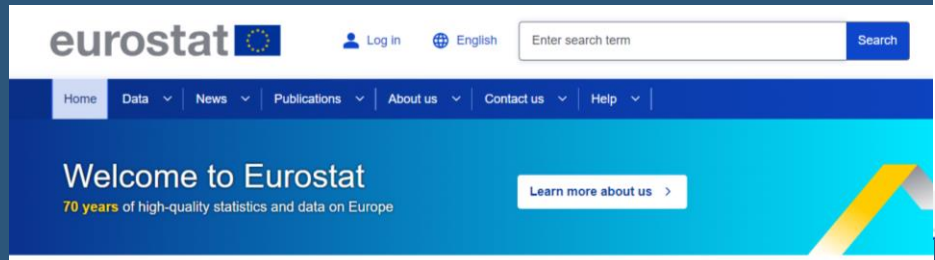 eurostat
Log in
English
Enter search term
Search
Home Data News Publications About us Contact us Help
Welcome to Eurostat
70 years of high-quality statistics and data on Europe
Learn more about us